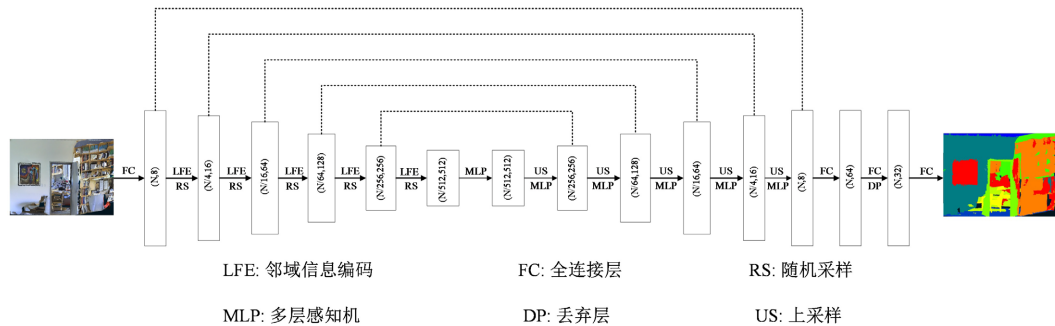 FC
(N,8)
LFE
RS
(N/4,16)
LFE
RS
(N/16,64)
LFE
RS
(N/64,128)
LFE
RS
(N/256,256)
LFE
RS
(N/512,512)
MLP
(N/512,512)
US
MLP
(N/256,256)
US
MLP
(N/64,128)
US
MLP
(N/16,64)
US
MLP
(N/4,16)
US
MLP
(N,8)
FC
(N,64)
FC
DP
(N,32)
FC
LFE: 邻域信息编码 FC: 全连接层 RS: 随机采样
MLP: 多层感知机 DP: 丢弃层 US: 上采样